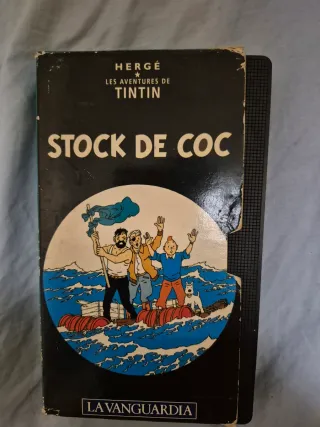 HERGÉ
LES AVENTURES DE
TINTIN
STOCK DE COC
LA VANGUARDIA